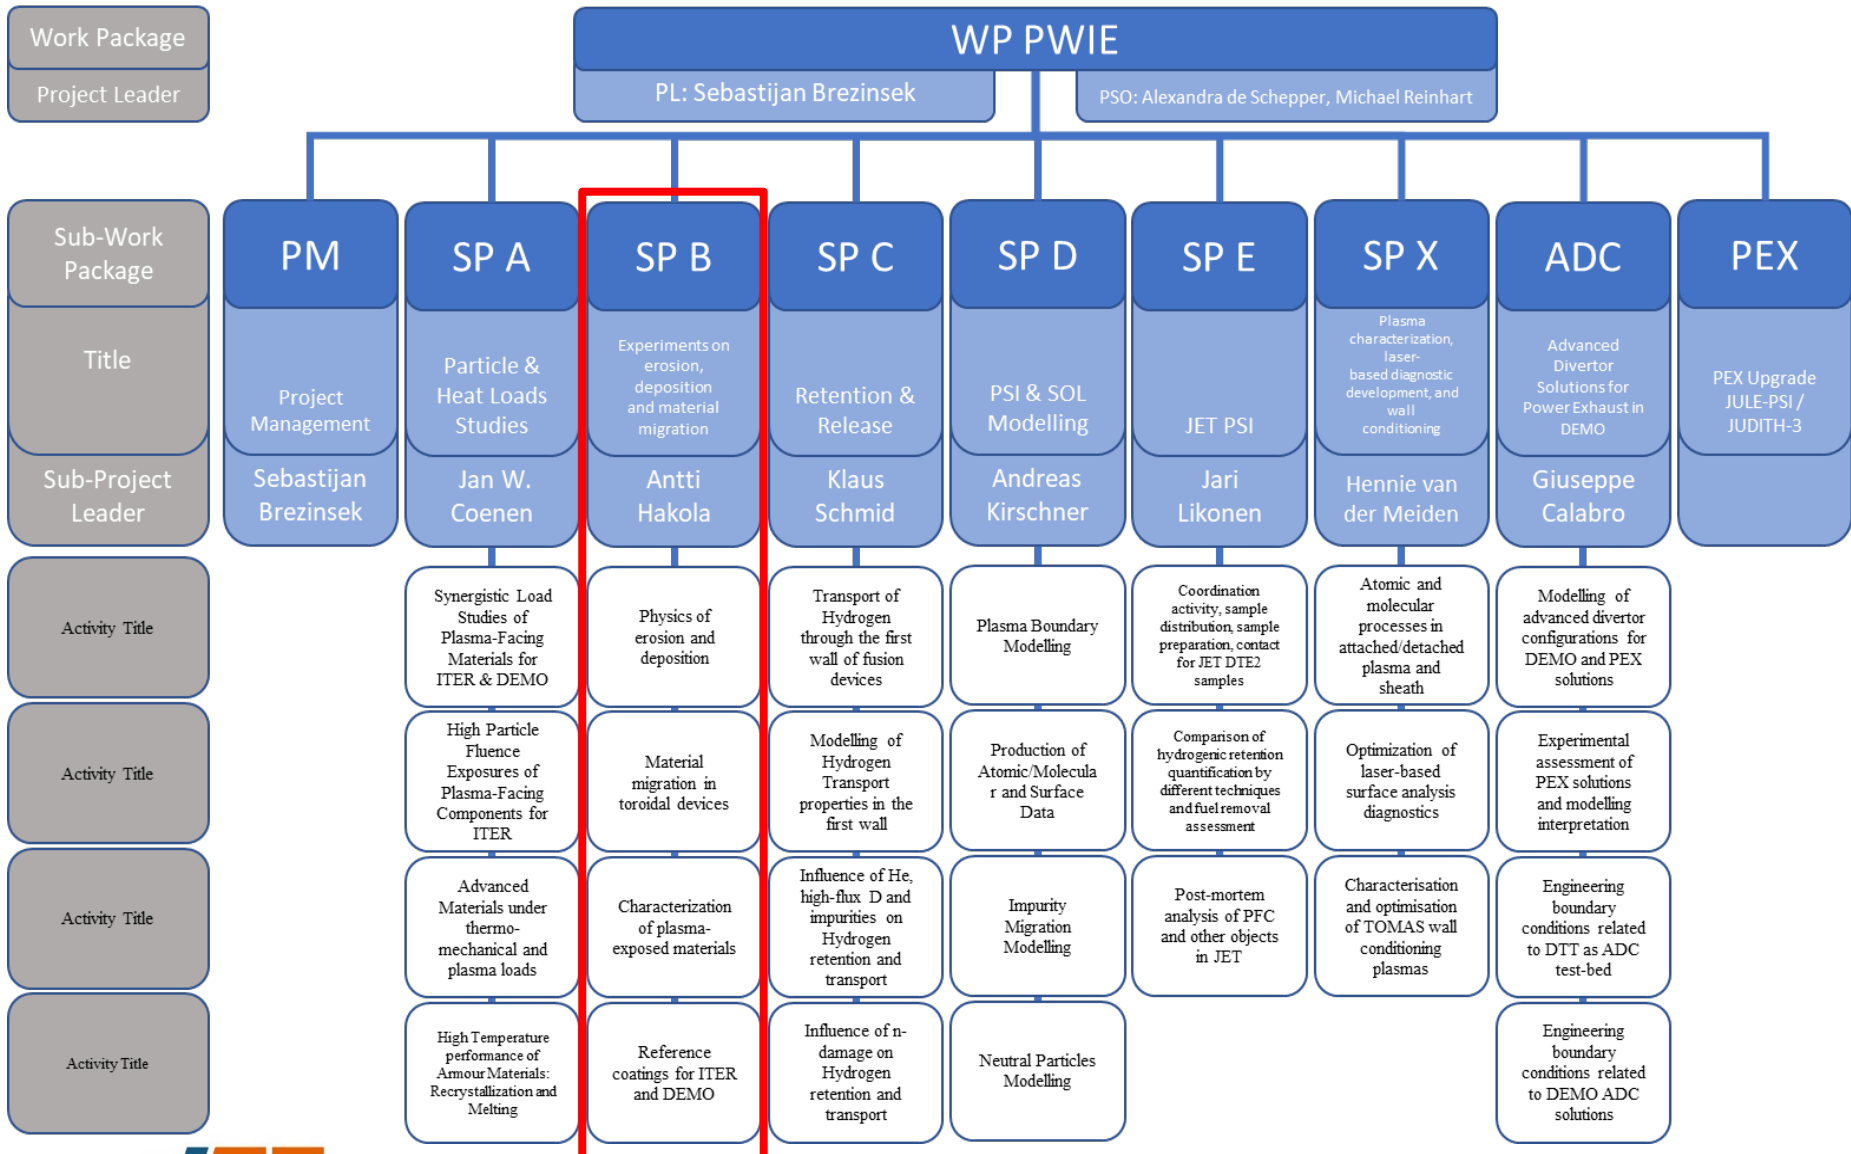 Work Package
Project Leader
WP PWIE
PL: Sebastijan Brezinsek
PSO: Alexandra de Schepper, Michael Reinhart
Sub-Work
Package
Title
Sub-Project
Leader
PM
Project
Management
Sebastijan
Brezinsek
SP A
Particle &
Heat Loads
Studies
Jan W.
Coenen
SP B
Experiments on
erosion,
deposition
and material
migration
Antti
Hakola
SP C
Retention &
Release
Klaus
Schmid
SP D
PSI & SOL
Modelling
Andreas
Kirschner
SP E
JET PSI
Jari
Likonen
SP X
Plasma
characterization,
laser-
based diagnostic
development, and
wall
conditioning
Hennie van
der Meiden
ADC
Advanced
Divertor
Solutions for
Power Exhaust in
DEMO
Giuseppe
Calabro
PEX
PEX Upgrade
JULE-PSI /
JUDITH-3
Activity Title
Synergistic Load
Studies of
Plasma-Facing
Materials for
ITER & DEMO
Physics of
erosion and
deposition
Transport of
Hydrogen
through the first
wall of fusion
devices
Plasma Boundary
Modelling
Coordination
activity, sample
distribution, sample
preparation, contact
for JET DTE2
samples
Atomic and
molecular
processes in
attached/detached
plasma and
sheath
Modelling of
advanced divertor
configurations for
DEMO and PEX
solutions
Activity Title
High Particle
Fluence
Exposures of
Plasma-Facing
Components for
ITER
Material
migration in
toroidal devices
Modelling of
Hydrogen
Transport
properties in the
first wall
Production of
Atomic/Molecula
r and Surface
Data
Comparison of
hydrogenic retention
quantification by
different techniques
and fuel removal
assessment
Optimization of
laser-based
surface analysis
diagnostics
Experimental
assessment of
PEX solutions
and modelling
interpretation
Activity Title
Advanced
Materials under
thermo-
mechanical and
plasma loads
Characterization
of plasma-
exposed materials
Influence of He,
high-flux D and
impurities on
Hydrogen
retention and
transport
Impurity
Migration
Modelling
Post-mortem
analysis of PFC
and other objects
in JET
Characterisation
and optimisation
of TOMAS wall
conditioning
plasmas
Engineering
boundary
conditions related
to DTT as ADC
test-bed
Activity Title
High Temperature
performance of
Armour Materials:
Recrystallization and
Melting
Reference
coatings for ITER
and DEMO
Influence of n-
damage on
Hydrogen
retention and
transport
Neutral Particles
Modelling
Engineering
boundary
conditions related
to DEMO ADC
solutions